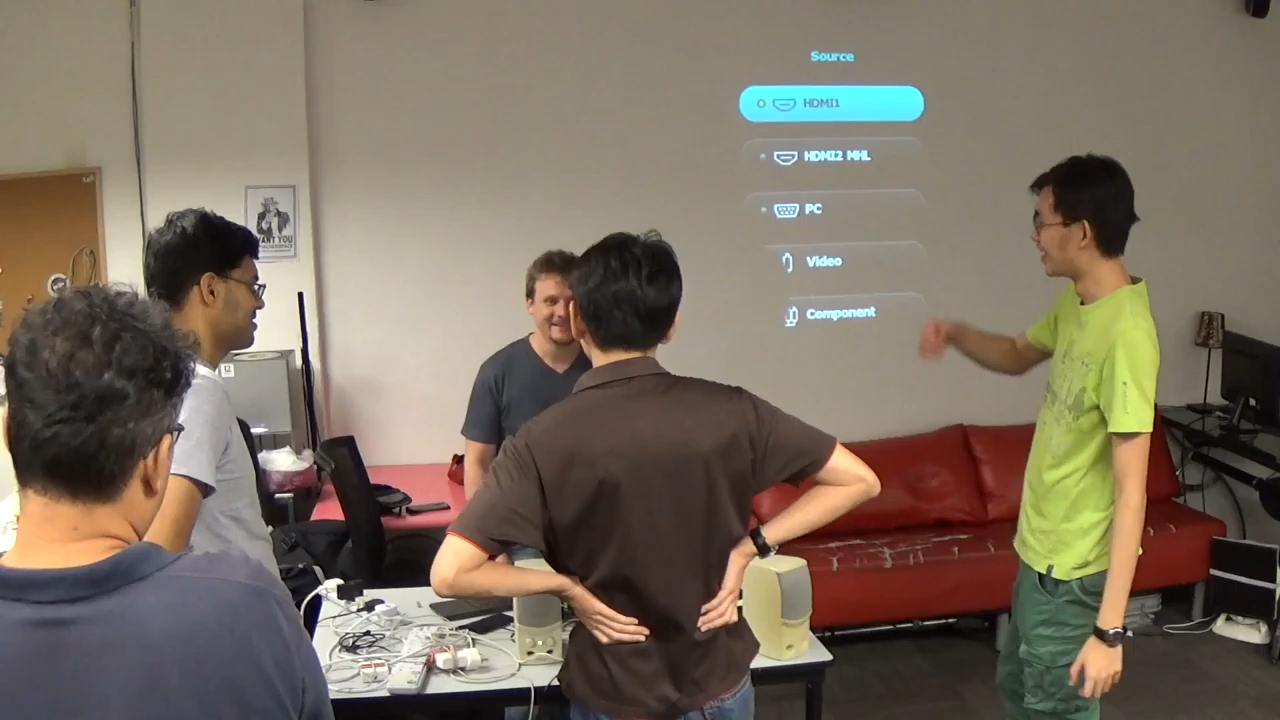 Source
HDMI1
HDMI2 MHL
PC
Video
Component
WANT YOU